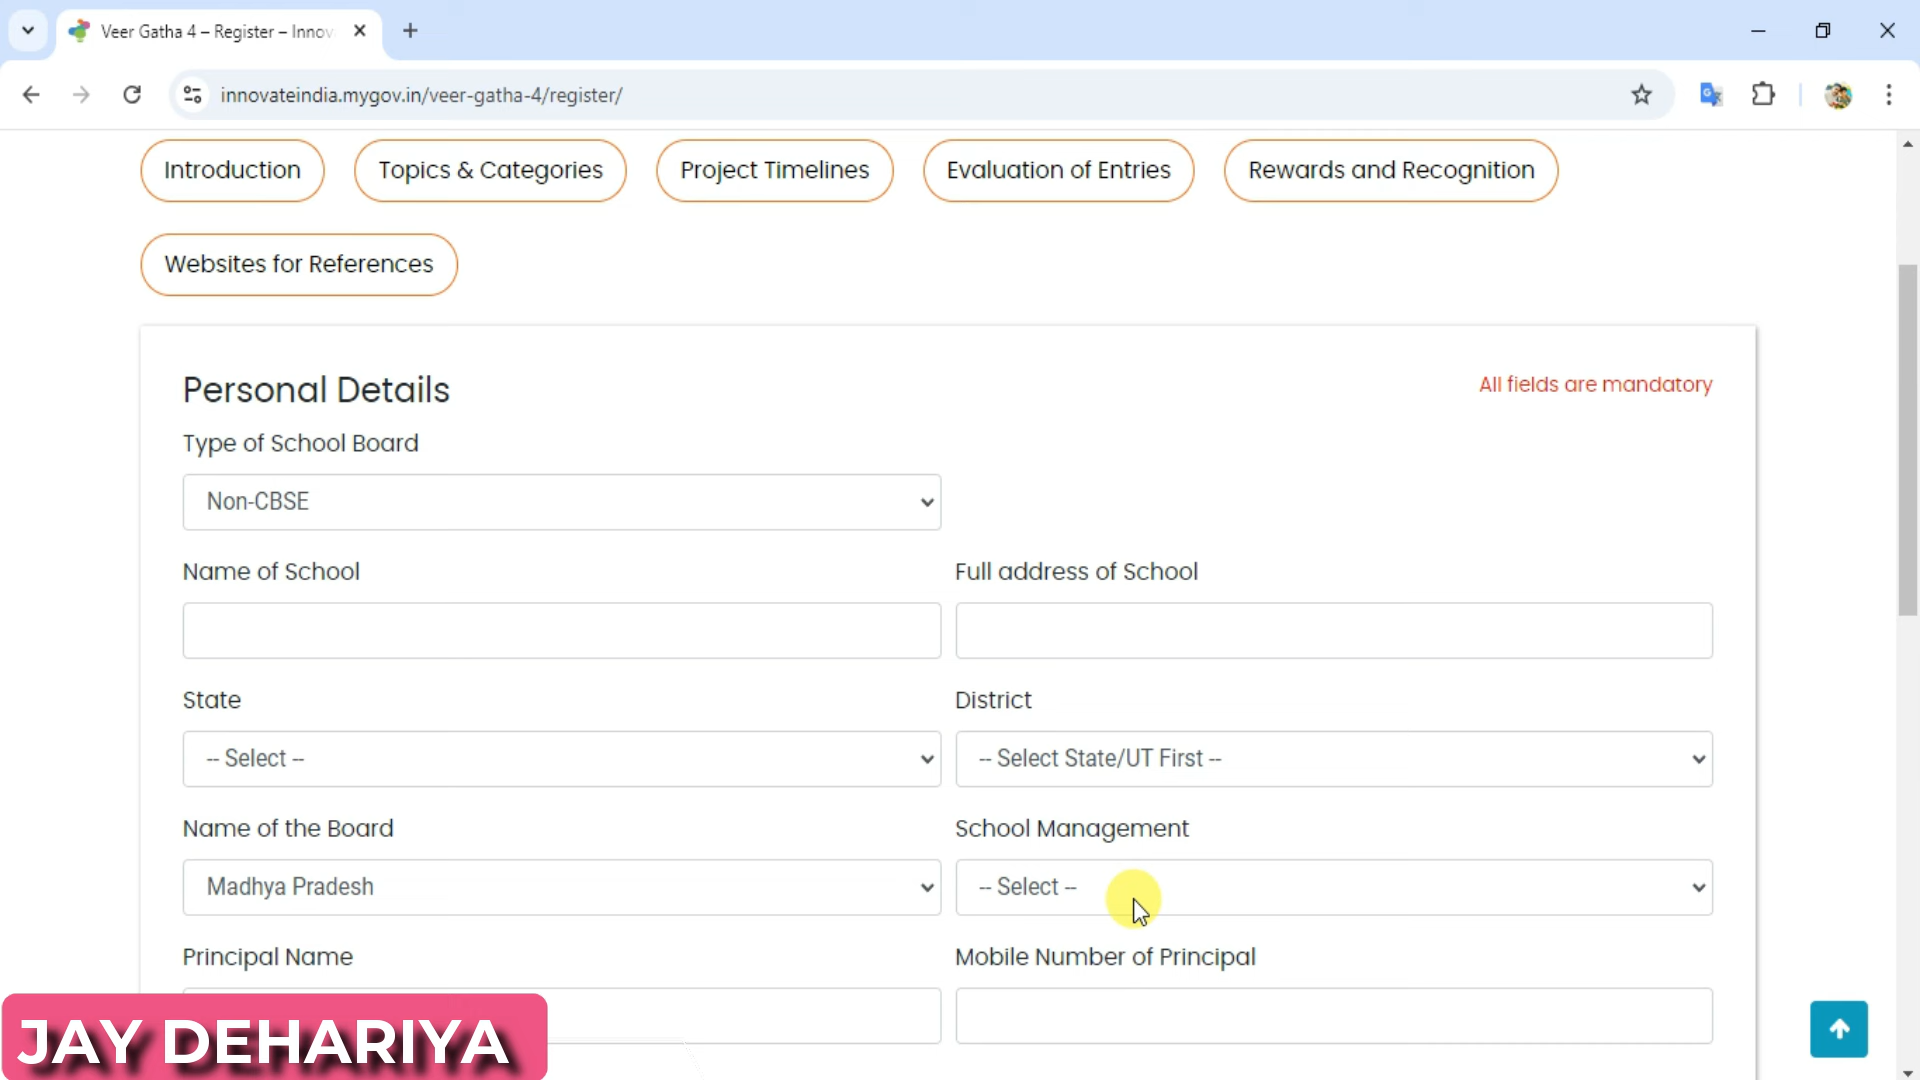 Veer Gatha 4 – Register – Innov
innovateindia.mygov.in/veer-gatha-4/register/
Introduction
Topics & Categories
Project Timelines
Evaluation of Entries
Rewards and Recognition
Websites for References
Personal Details
All fields are mandatory
Type of School Board
Non-CBSE
Name of School
Full address of School
State
District
-- Select --
-- Select State/UT First --
Name of the Board
School Management
Madhya Pradesh
-- Select --
Principal Name
Mobile Number of Principal
JAY DEHARIYA